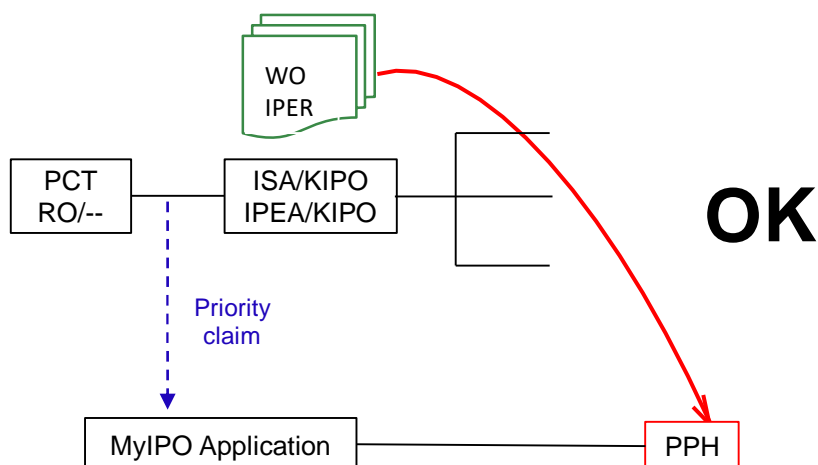 WO
IPER
PCT
RO/--
ISA/KIPO
IPEA/KIPO
OK
Priority
claim
MyIPO Application
PPH